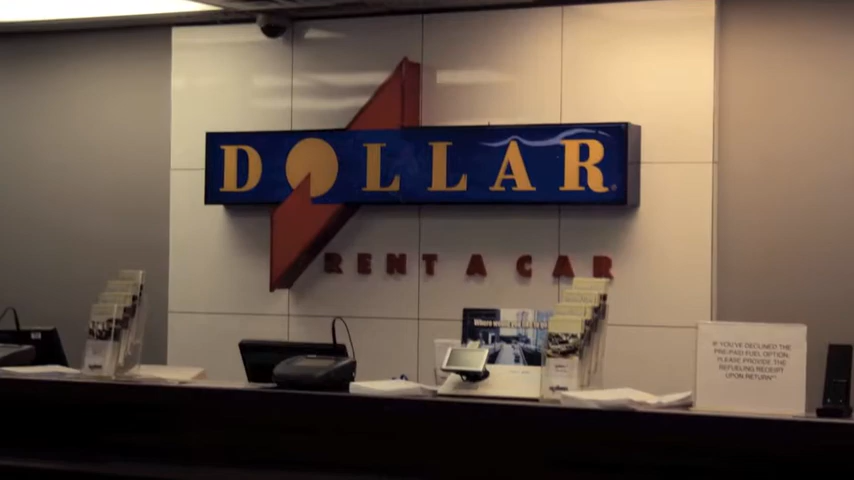 DOLLAR
RENT A CAR
IF YOU'VE DECLINED THE
PRE-PAID FUEL OPTION,
PLEASE PROVIDE THE
REFUELING RECEIPT
UPON RETURN**